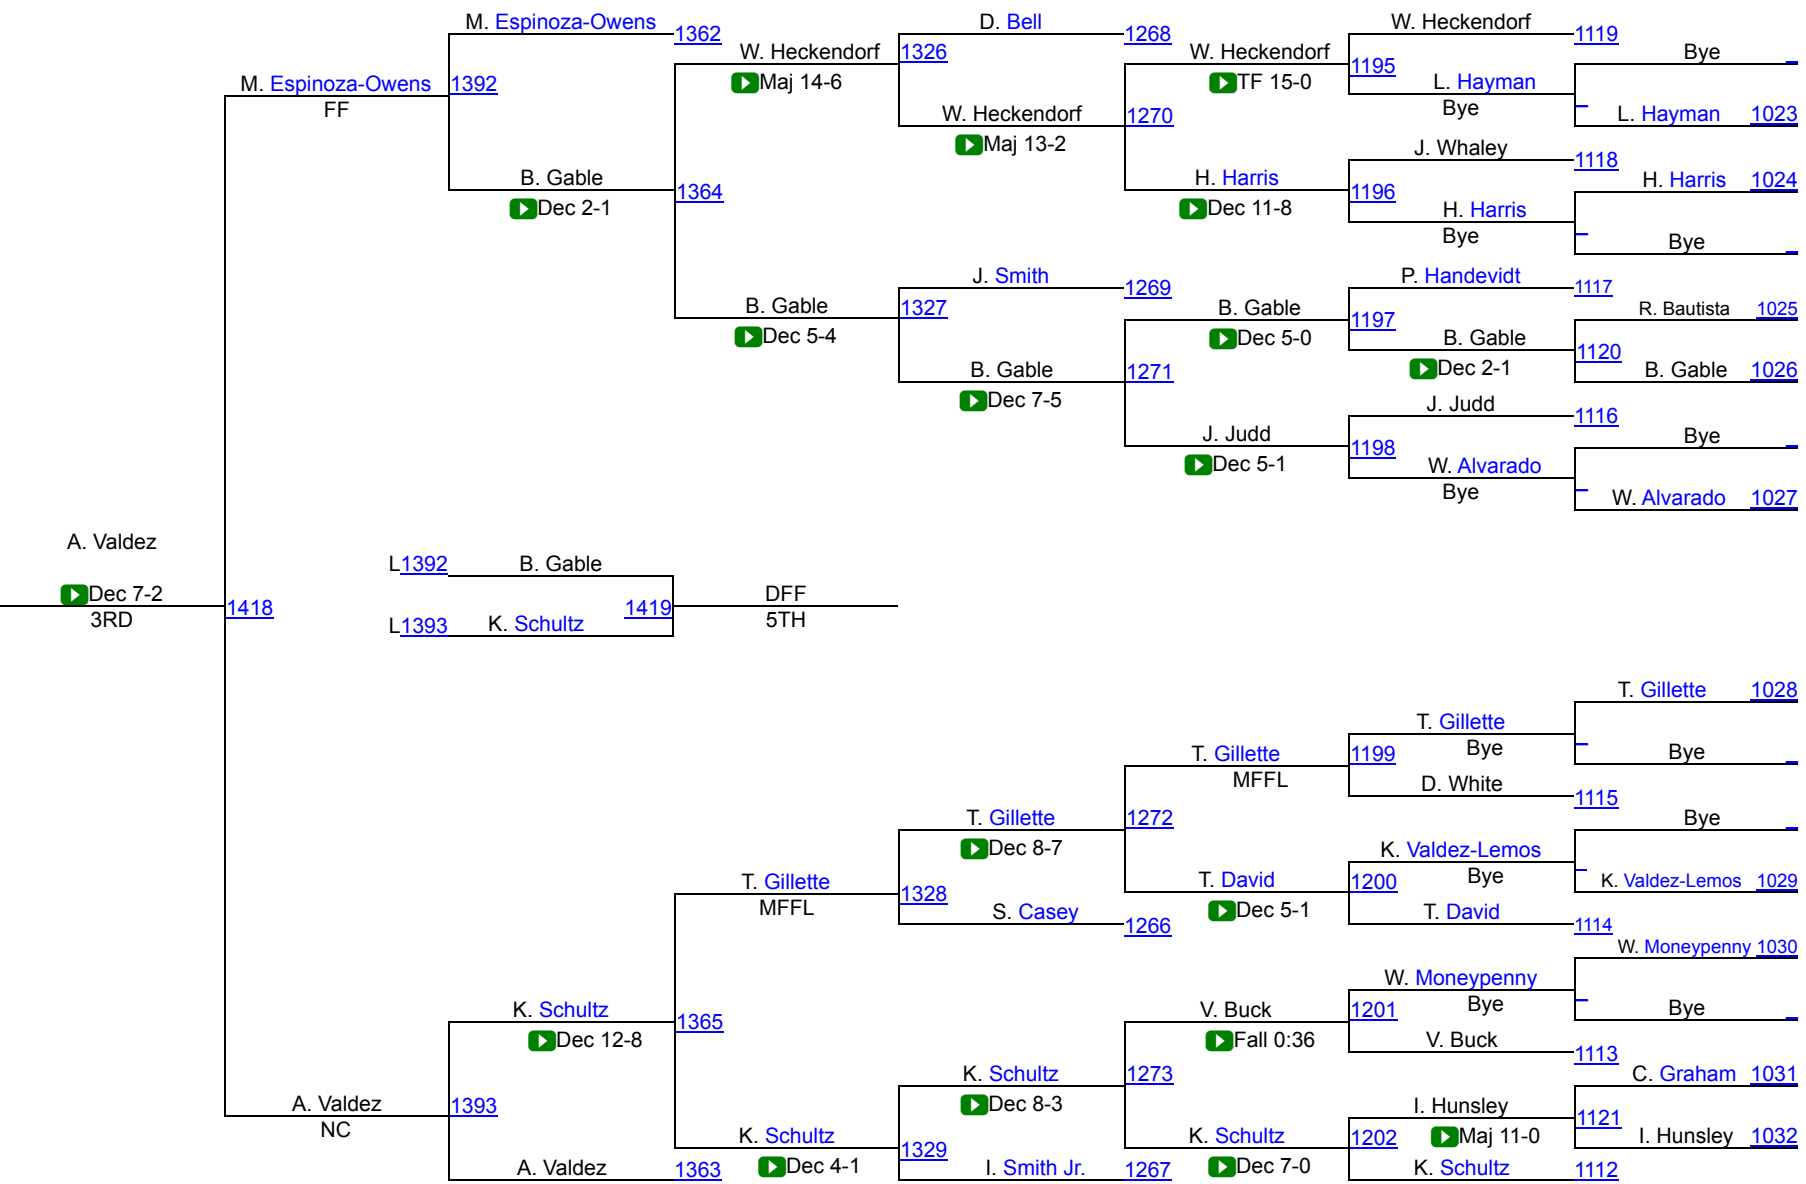 M. Espinoza-Owens
1362
D. Bell
1268
W. Heckendorf
1119
Bye
W. Heckendorf
1326
Maj 14-6
W. Heckendorf
1195
TF 15-0
M. Espinoza-Owens
1392
FF
L. Hayman
Bye
L. Hayman 1023
W. Heckendorf
1270
Maj 13-2
J. Whaley
1118
B. Gable
1364
Dec 2-1
H. Harris
1196
Dec 11-8
H. Harris 1024
H. Harris
Bye
Bye
J. Smith
1269
P. Handevidt
1117
B. Gable
1327
Dec 5-4
B. Gable
1197
Dec 5-0
R. Bautista 1025
B. Gable
1120
Dec 2-1
B. Gable
1271
Dec 7-5
B. Gable 1026
J. Judd
1116
J. Judd
1198
Dec 5-1
Bye
W. Alvarado
Bye
W. Alvarado 1027
A. Valdez
Dec 7-2
3RD
1418
L1392 B. Gable
1419
L1393 K. Schultz
DFF
5TH
T. Gillette 1028
T. Gillette
Bye
T. Gillette
1199
MFFL
Bye
D. White
1115
T. Gillette
1272
Dec 8-7
Bye
K. Valdez-Lemos
Bye
T. Gillette
1328
MFFL
T. David
1200
Dec 5-1
K. Valdez-Lemos 1029
S. Casey
1266
T. David
1114
W. Moneypenny 1030
W. Moneypenny
Bye
K. Schultz
1365
Dec 12-8
V. Buck
1201
Fall 0:36
Bye
V. Buck
1113
K. Schultz
1273
Dec 8-3
C. Graham 1031
A. Valdez
1393
NC
I. Hunsley
1121
Maj 11-0
K. Schultz
1329
Dec 4-1
K. Schultz
1202
Dec 7-0
I. Hunsley 1032
A. Valdez
1363
I. Smith Jr.
1267
K. Schultz
1112